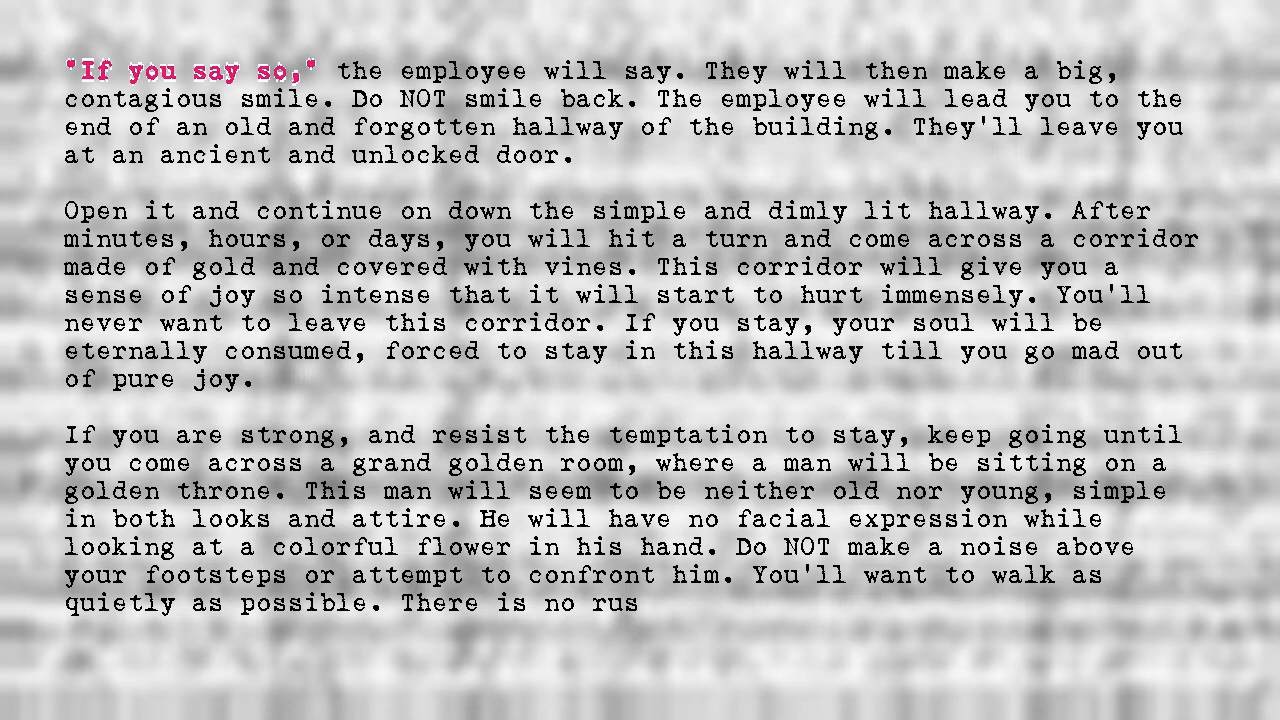 "If you say so," the employee will say. They will then make a big,
contagious smile. Do NOT smile back. The employee will lead you to the
end of an old and forgotten hallway of the building. They'll leave you
at an ancient and unlocked door.
Open it and continue on down the simple and dimly lit hallway. After
minutes, hours, or days, you will hit a turn and come across a corridor
made of gold and covered with vines. This corridor will give you a
sense of joy so intense that it will start to hurt immensely. You'll
never want to leave this corridor. If you stay, your soul will be
eternally consumed, forced to stay in this hallway till you go mad out
of pure joy.
If you are strong, and resist the temptation to stay, keep going until
you come across a grand golden room, where a man will be sitting on a
golden throne. This man will seem to be neither old nor young, simple
in both looks and attire. He will have no facial expression while
looking at a colorful flower in his hand. Do NOT make a noise above
your footsteps or attempt to confront him. You'll want to walk as
quietly as possible. There is no rus